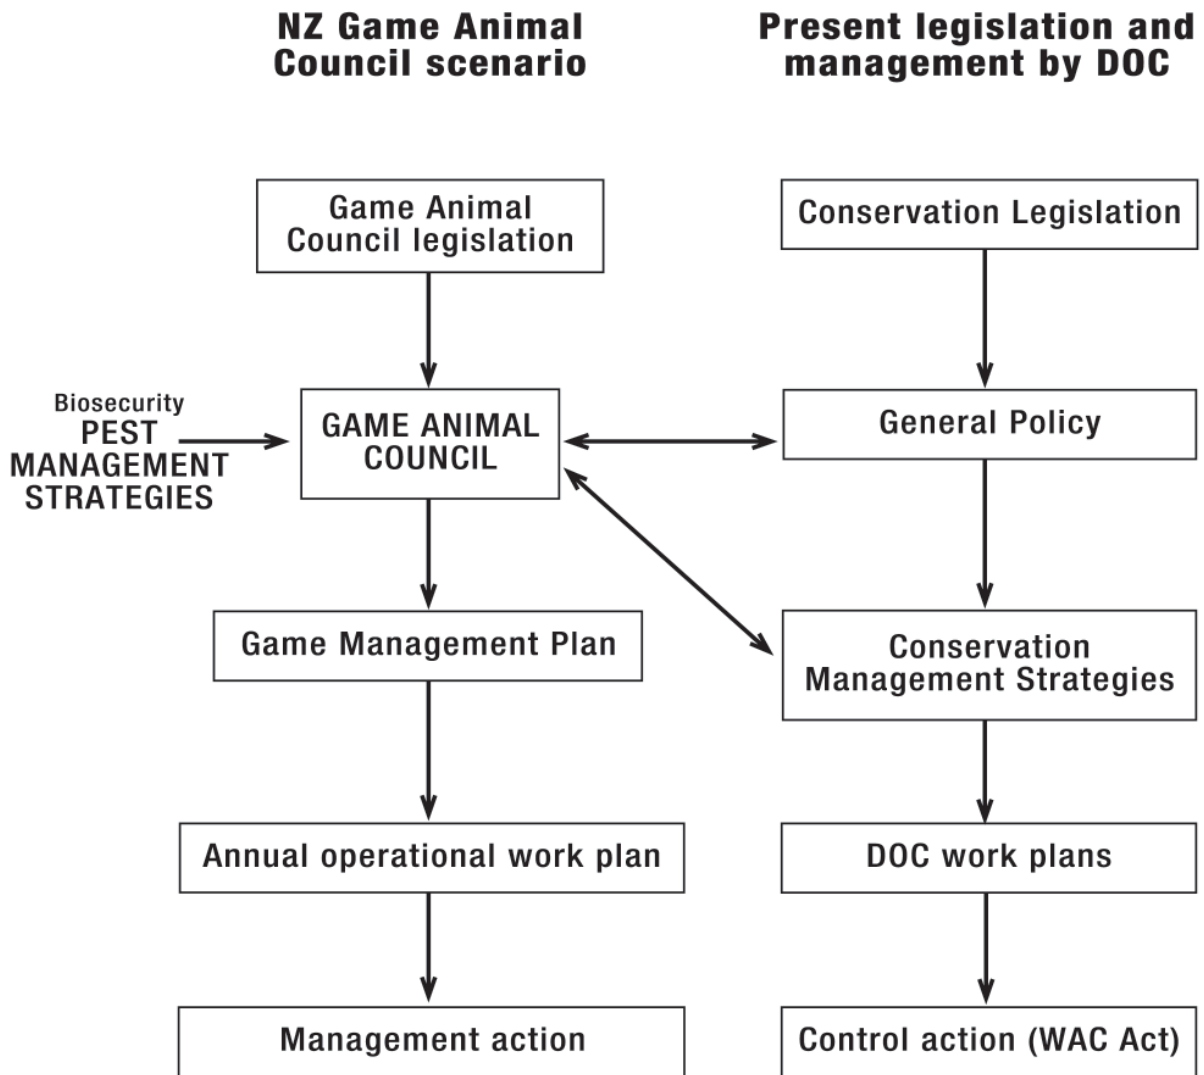 NZ Game Animal
Council scenario
Present legislation and
management by DOC
Game Animal
Council legislation
Conservation Legislation
Biosecurity
PEST
MANAGEMENT
STRATEGIES
GAME ANIMAL
COUNCIL
General Policy
Game Management Plan
Conservation
Management Strategies
Annual operational work plan
DOC work plans
Management action
Control action (WAC Act)